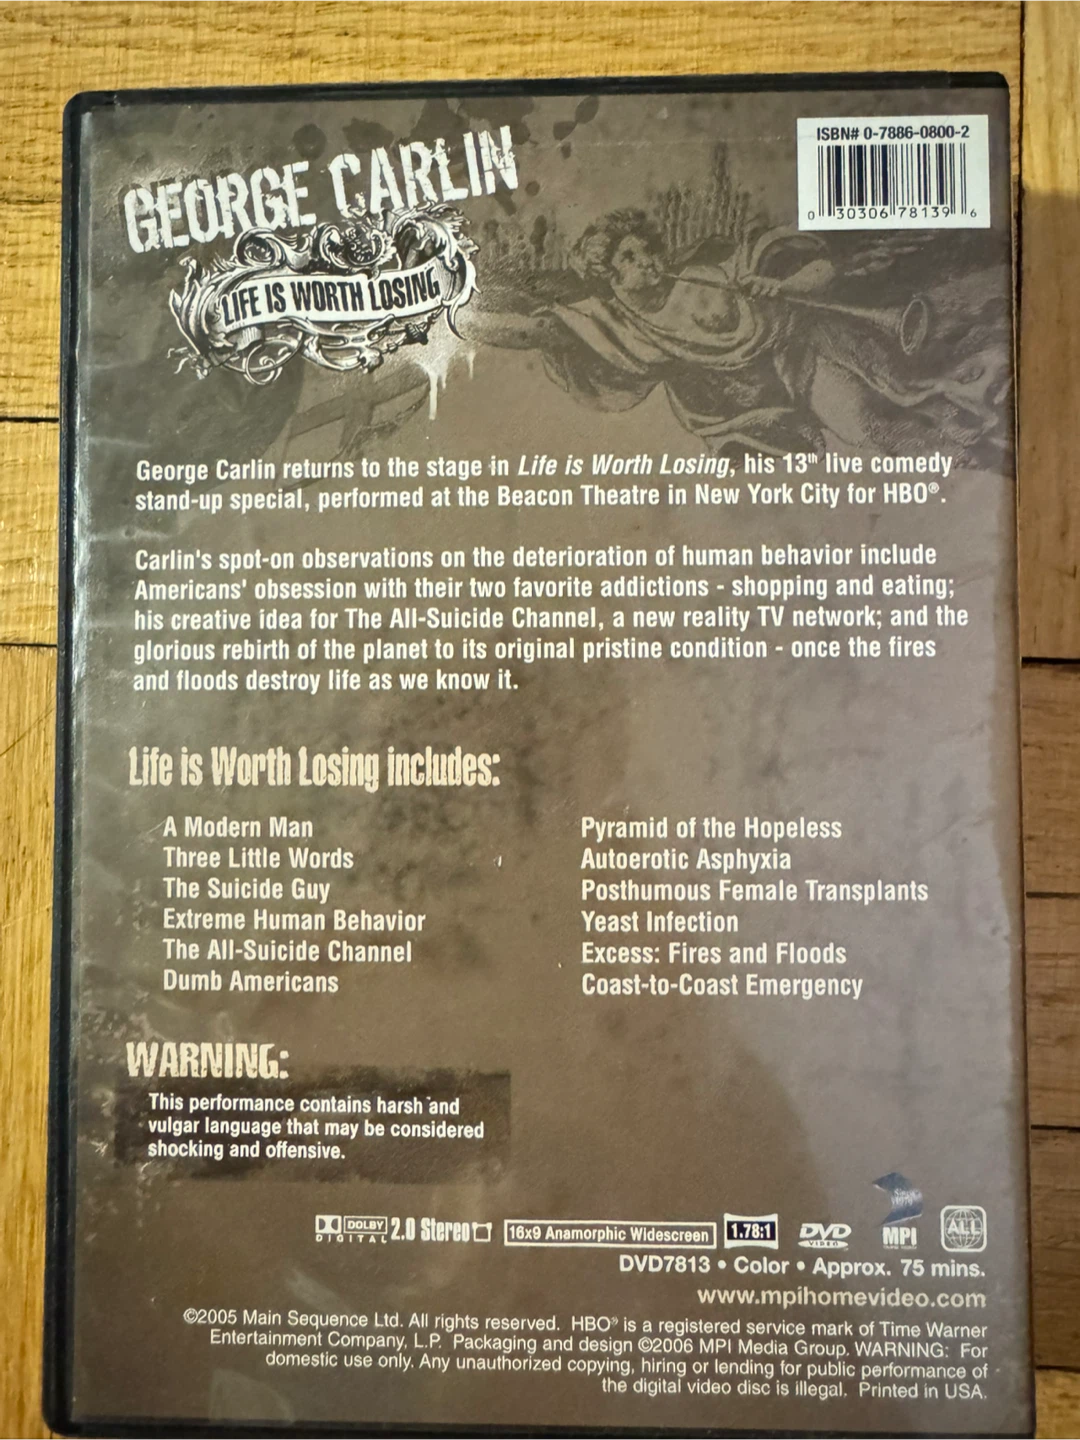 ISBN# 0-7886-0800-2
0 30306 78139 6
GEORGE CARLIN
LIFE IS WORTH LOSING
George Carlin returns to the stage in Life is Worth Losing, his 13th live comedy
stand-up special, performed at the Beacon Theatre in New York City for HBO®.
Carlin's spot-on observations on the deterioration of human behavior include
Americans' obsession with their two favorite addictions - shopping and eating;
his creative idea for The All-Suicide Channel, a new reality TV network; and the
glorious rebirth of the planet to its original pristine condition - once the fires
and floods destroy life as we know it.
Life is Worth Losing includes:
A Modern Man
Three Little Words
The Suicide Guy
Extreme Human Behavior
The All-Suicide Channel
Dumb Americans
Pyramid of the Hopeless
Autoerotic Asphyxia
Posthumous Female Transplants
Yeast Infection
Excess: Fires and Floods
Coast-to-Coast Emergency
WARNING:
This performance contains harsh and
vulgar language that may be considered
shocking and offensive.
DOLBY DIGITAL 2.0 Stereo 16x9 Anamorphic Widescreen 1.78:1 DVD VIDEO MPI ALL
DVD7813 • Color • Approx. 75 mins.
www.mpihomevideo.com
©2005 Main Sequence Ltd. All rights reserved. HBO® is a registered service mark of Time Warner
Entertainment Company, L.P. Packaging and design ©2006 MPI Media Group. WARNING: For
domestic use only. Any unauthorized copying, hiring or lending for public performance of
the digital video disc is illegal. Printed in USA.